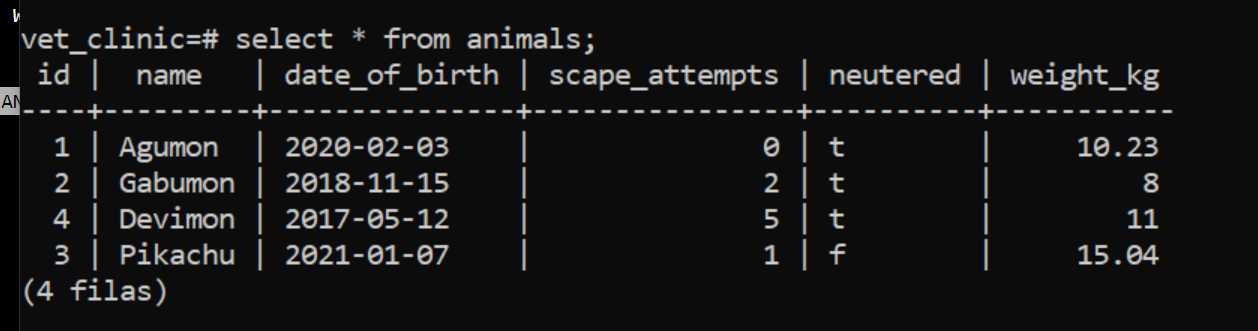 W
vet_clinic=# select * from animals;
 id |  name   | date_of_birth | scape_attempts | neutered | weight_kg
AN
----+---------+---------------+----------------+----------+-----------
  1 | Agumon  | 2020-02-03    |              0 | t        |     10.23
  2 | Gabumon | 2018-11-15    |              2 | t        |         8
  4 | Devimon | 2017-05-12    |              5 | t        |        11
  3 | Pikachu | 2021-01-07    |              1 | f        |     15.04
(4 filas)